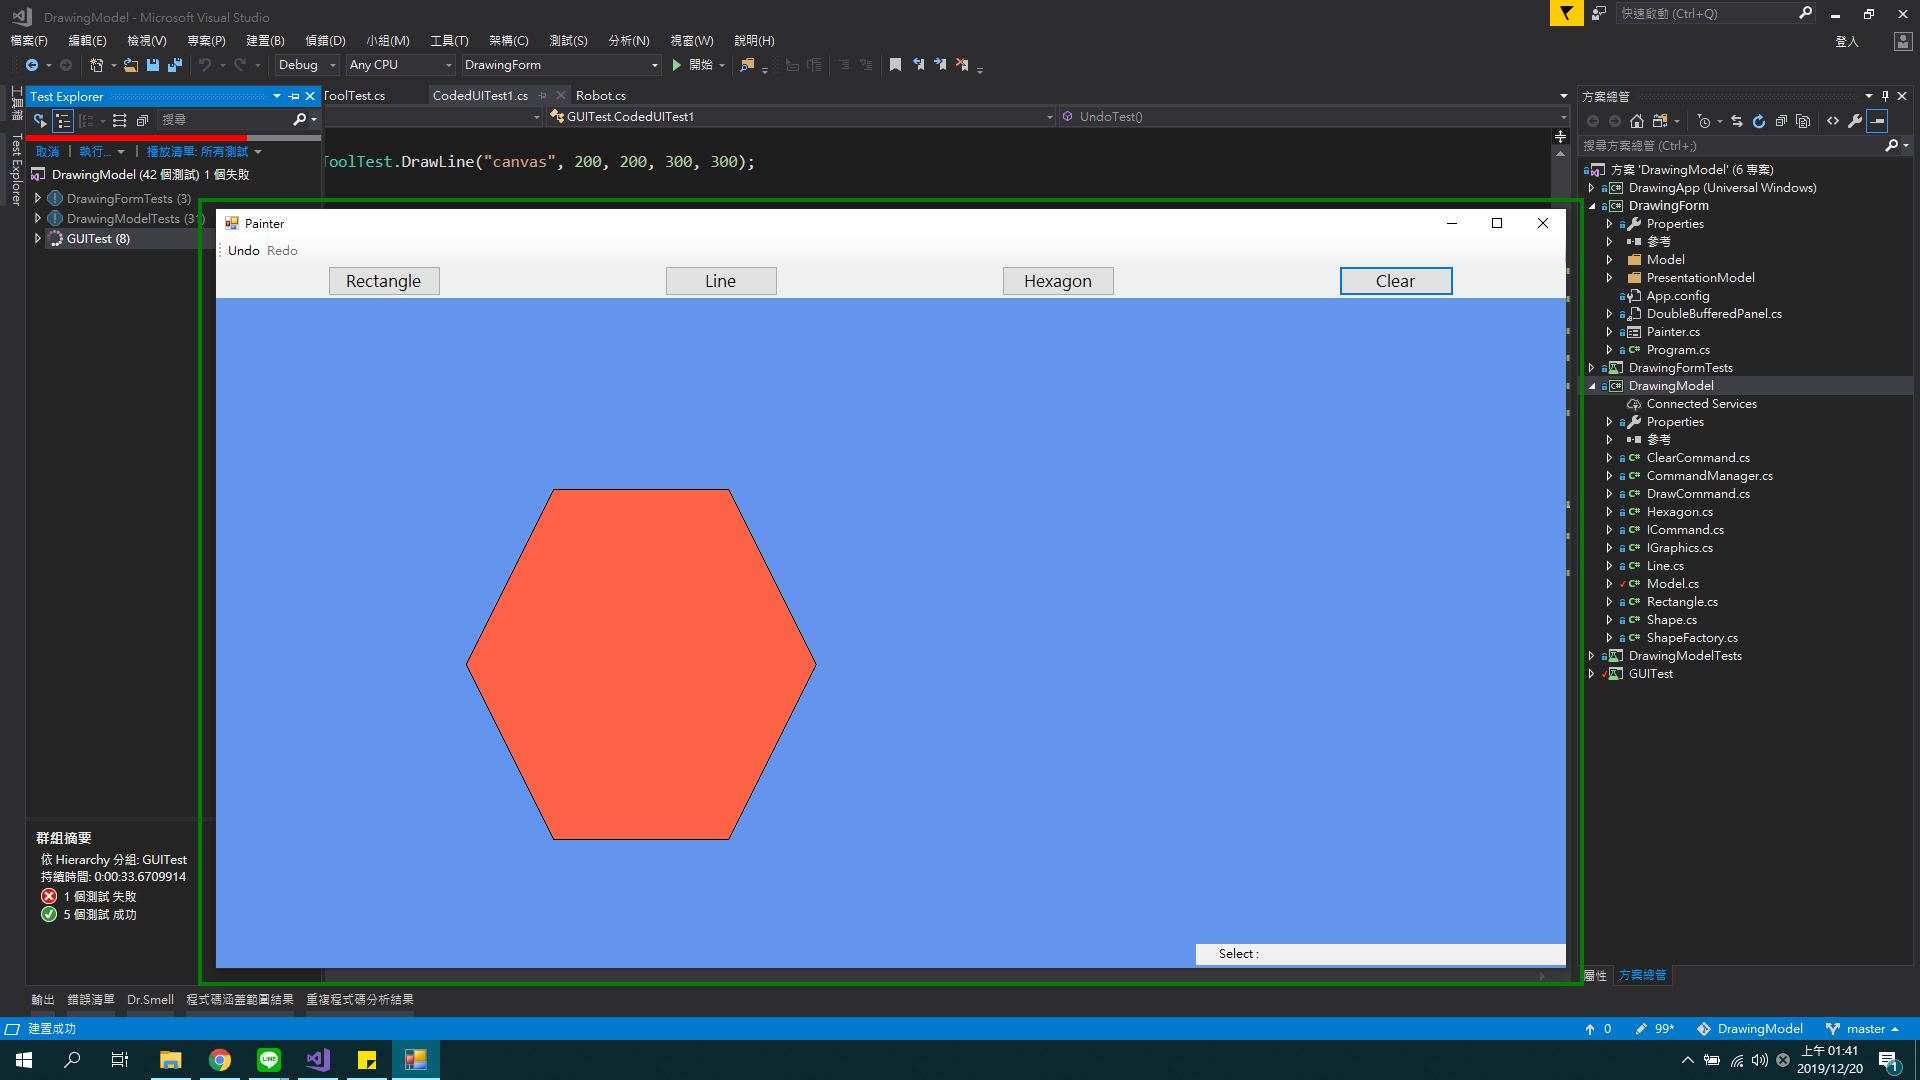 DrawingModel - Microsoft Visual Studio
快速啟動 (Ctrl+Q)
檔案(F) 編輯(E) 檢視(V) 專案(P) 建置(B) 偵錯(D) 小組(M) 工具(T) 架構(C) 測試(S) 分析(N) 視窗(W) 說明(H)
登入
Debug Any CPU DrawingForm 開始
工具箱
Test Explorer
Test Explorer
搜尋
取消 執行... 播放清單: 所有測試
DrawingModel (42 個測試) 1 個失敗
DrawingFormTests (3)
DrawingModelTests (31)
GUITest (8)
ToolTest.cs CodedUITest1.cs Robot.cs
GUITest.CodedUITest1 UndoTest()
ToolTest.DrawLine("canvas", 200, 200, 300, 300);
Painter
Undo Redo
Rectangle Line Hexagon Clear
Select :
群組摘要
依 Hierarchy 分組: GUITest
持續時間: 0:00:33.6709914
1 個測試 失敗
5 個測試 成功
方案總管
搜尋方案總管 (Ctrl+;)
方案 'DrawingModel' (6 專案)
DrawingApp (Universal Windows)
DrawingForm
Properties
參考
Model
PresentationModel
App.config
DoubleBufferedPanel.cs
Painter.cs
Program.cs
DrawingFormTests
DrawingModel
Connected Services
Properties
參考
ClearCommand.cs
CommandManager.cs
DrawCommand.cs
Hexagon.cs
ICommand.cs
IGraphics.cs
Line.cs
Model.cs
Rectangle.cs
Shape.cs
ShapeFactory.cs
DrawingModelTests
GUITest
屬性 方案總管
輸出 錯誤清單 Dr.Smell 程式碼涵蓋範圍結果 重複程式碼分析結果
建置成功
0 99* DrawingModel master
LINE
上午 01:41
2019/12/20
1